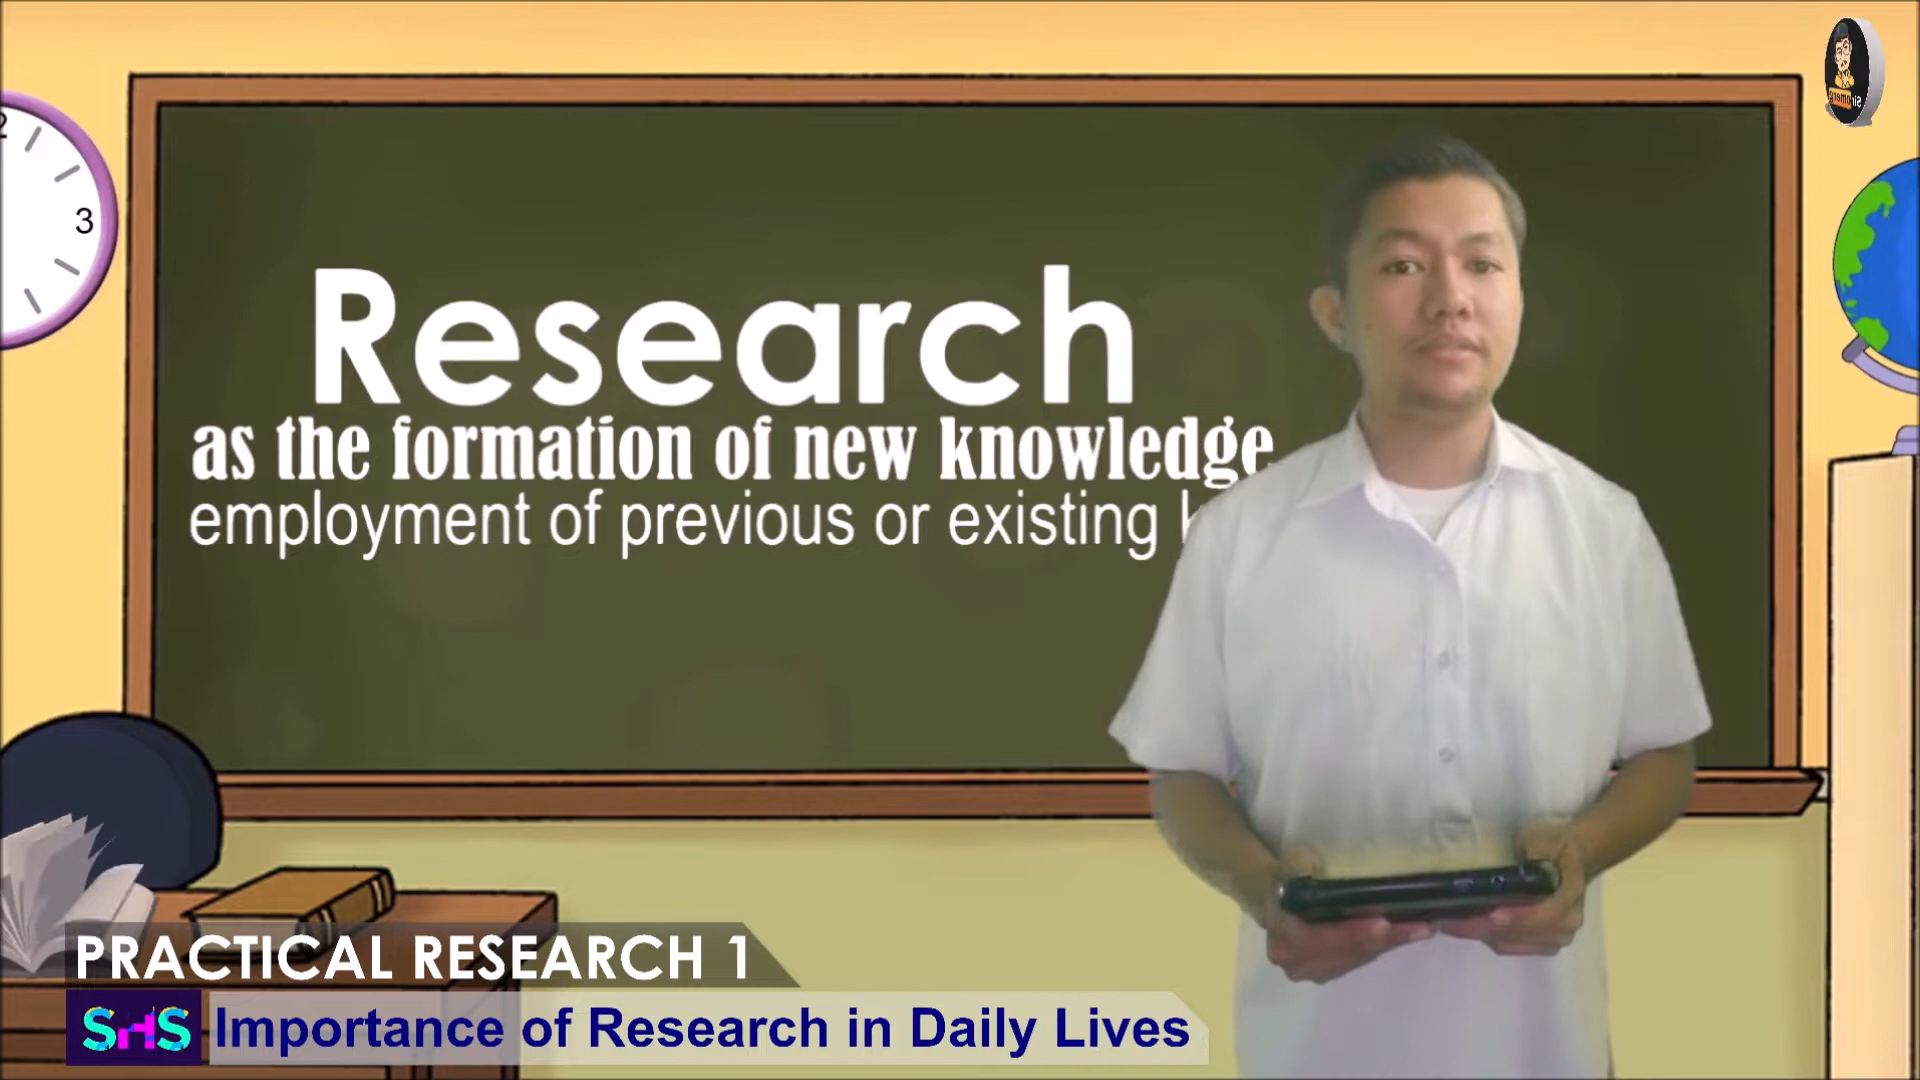 3
Research
as the formation of new knowledge
employment of previous or existing
PRACTICAL RESEARCH 1
SHS Importance of Research in Daily Lives